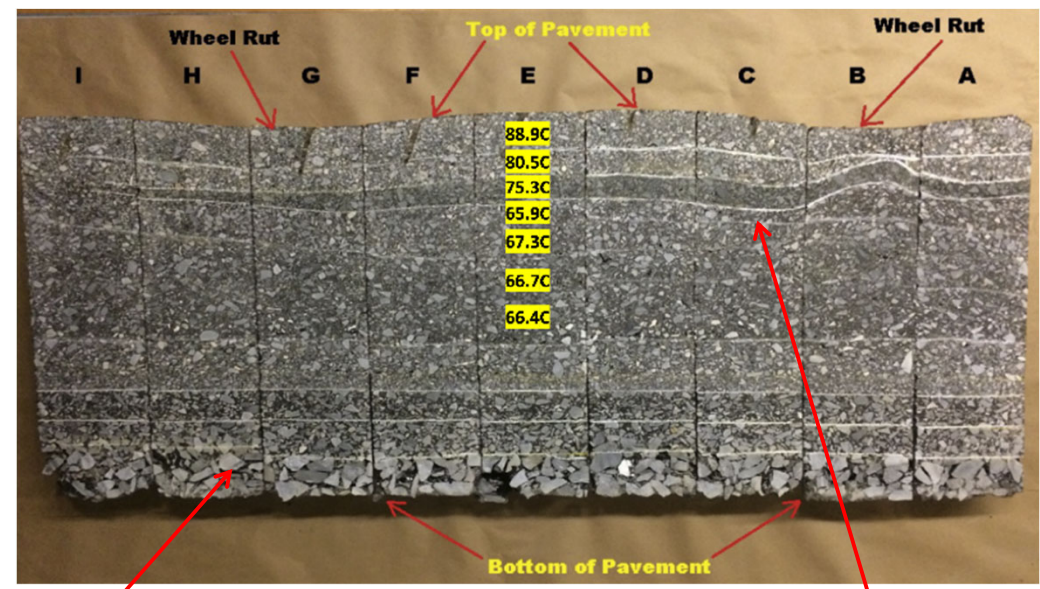 Wheel Rut
Top of Pavement
Wheel Rut
I H G F E D C B A
88.9C
80.5C
75.3C
65.9C
67.3C
66.7C
66.4C
Bottom of Pavement